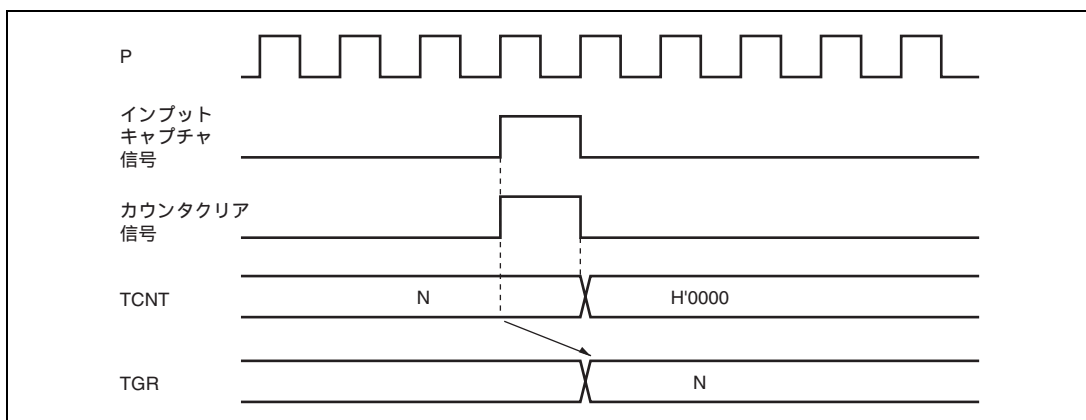 P
インプット
キャプチャ
信号
カウンタクリア
信号
TCNT
N
H'0000
TGR
N